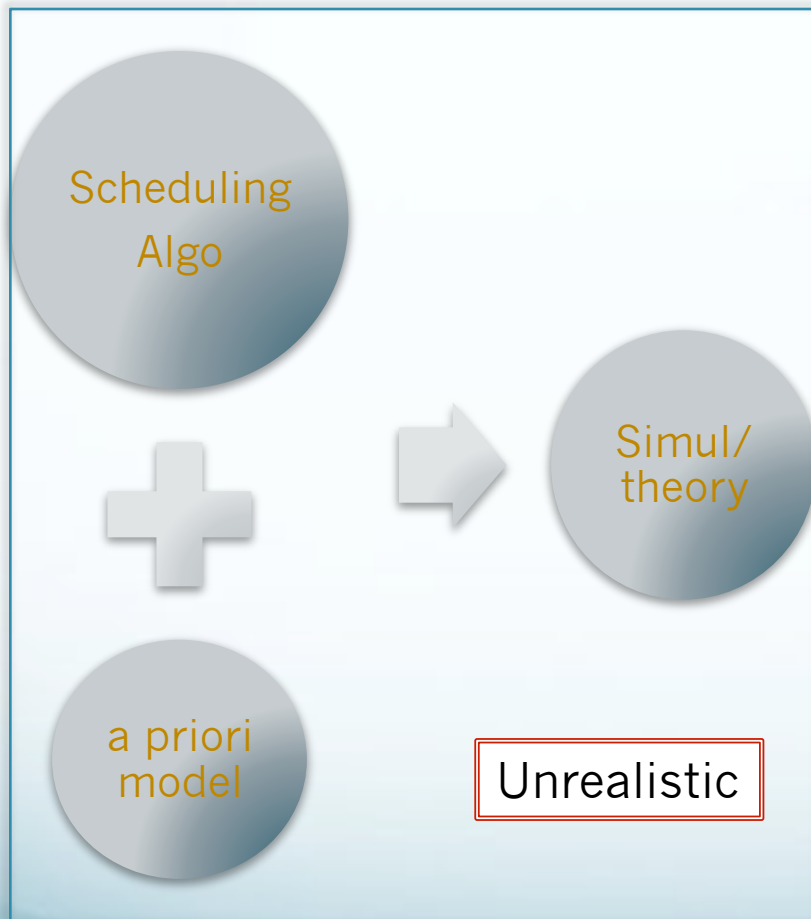 Scheduling
Algo
Simul/
theory
a priori
model
Unrealistic